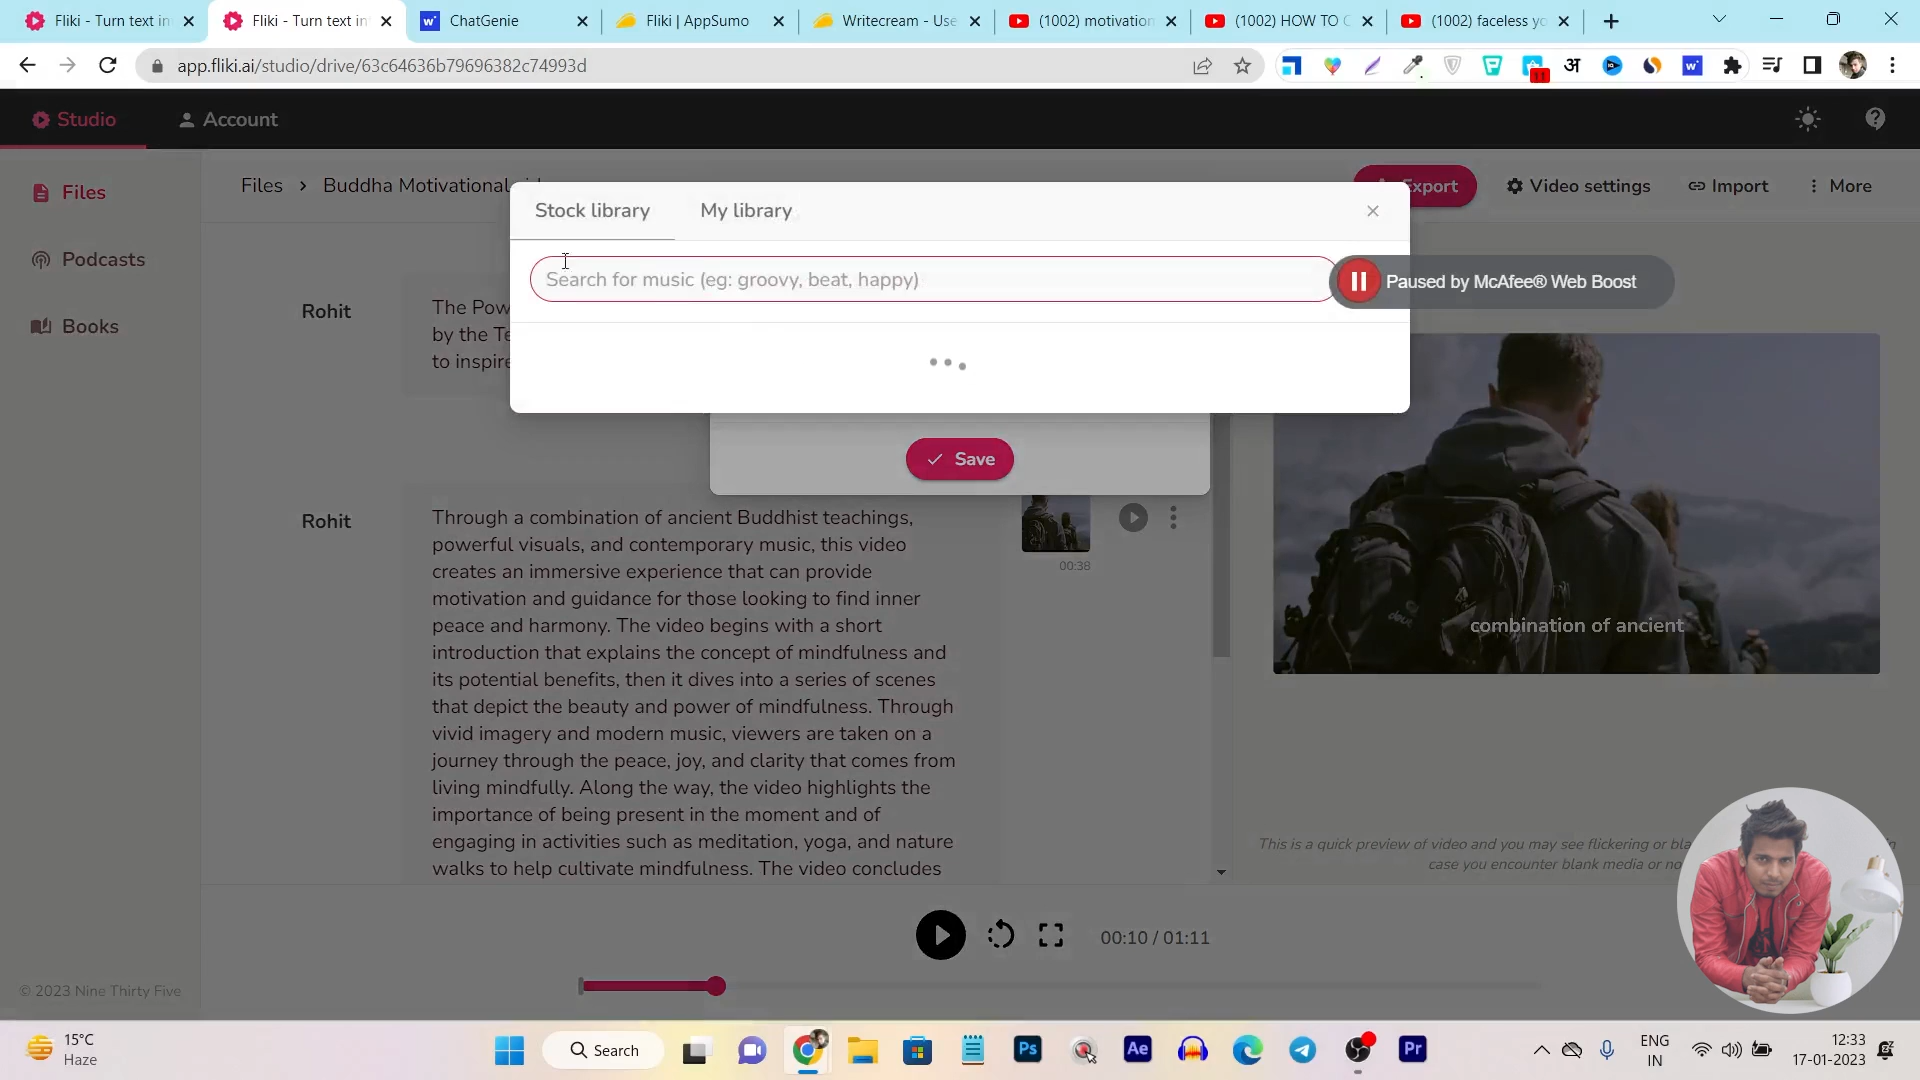 Fliki - Turn text in
Fliki - Turn text in
ChatGenie
Fliki | AppSumo
Writecream - Use
(1002) motivation
(1002) HOW TO C
(1002) faceless yo
app.fliki.ai/studio/drive/63c64636b79696382c74993d
11
अ
Studio
Account
Files
Podcasts
Books
Files > Buddha Motivational
Export
Video settings
Import
More
Stock library
My library
Search for music (eg: groovy, beat, happy)
Paused by McAfee® Web Boost
Rohit
The Pow
by the Te
to inspire
Save
Rohit
Through a combination of ancient Buddhist teachings,
powerful visuals, and contemporary music, this video
creates an immersive experience that can provide
motivation and guidance for those looking to find inner
peace and harmony. The video begins with a short
introduction that explains the concept of mindfulness and
its potential benefits, then it dives into a series of scenes
that depict the beauty and power of mindfulness. Through
vivid imagery and modern music, viewers are taken on a
journey through the peace, joy, and clarity that comes from
living mindfully. Along the way, the video highlights the
importance of being present in the moment and of
engaging in activities such as meditation, yoga, and nature
walks to help cultivate mindfulness. The video concludes
00:38
combination of ancient
This is a quick preview of video and you may see flickering or bla
case you encounter blank media or no
00:10 / 01:11
© 2023 Nine Thirty Five
15°C
Haze
Search
Ps
Ae
Pr
ENG
IN
12:33
17-01-2023